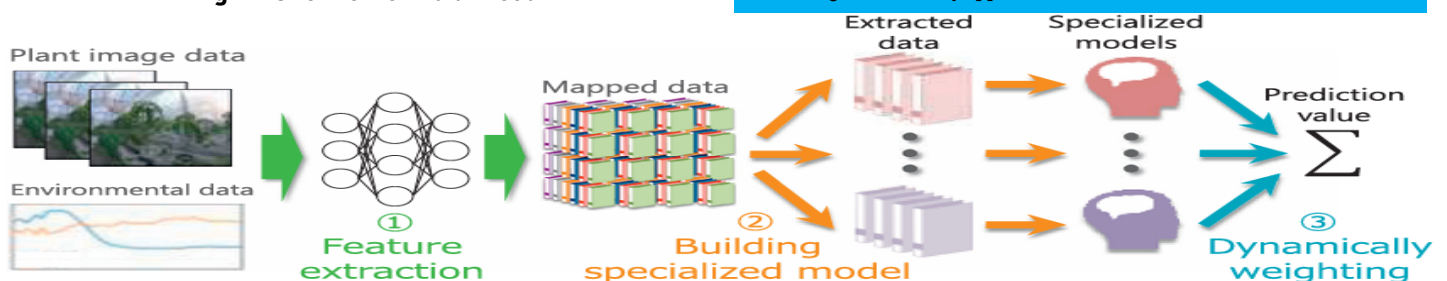 Plant image data
Environmental data
①
Feature
extraction
Mapped data
②
Building
specialized model
Extracted
data
Specialized
models
Prediction
value
Σ
③
Dynamically
weighting